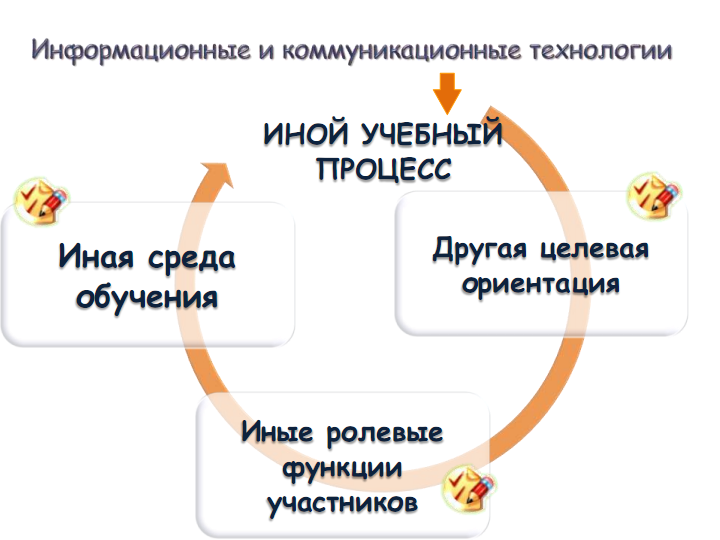 Информационные и коммуникационные технологии
ИНОЙ УЧЕБНЫЙ
ПРОЦЕСС
Другая целевая
ориентация
Иная среда
обучения
Иные ролевые
функции
участников